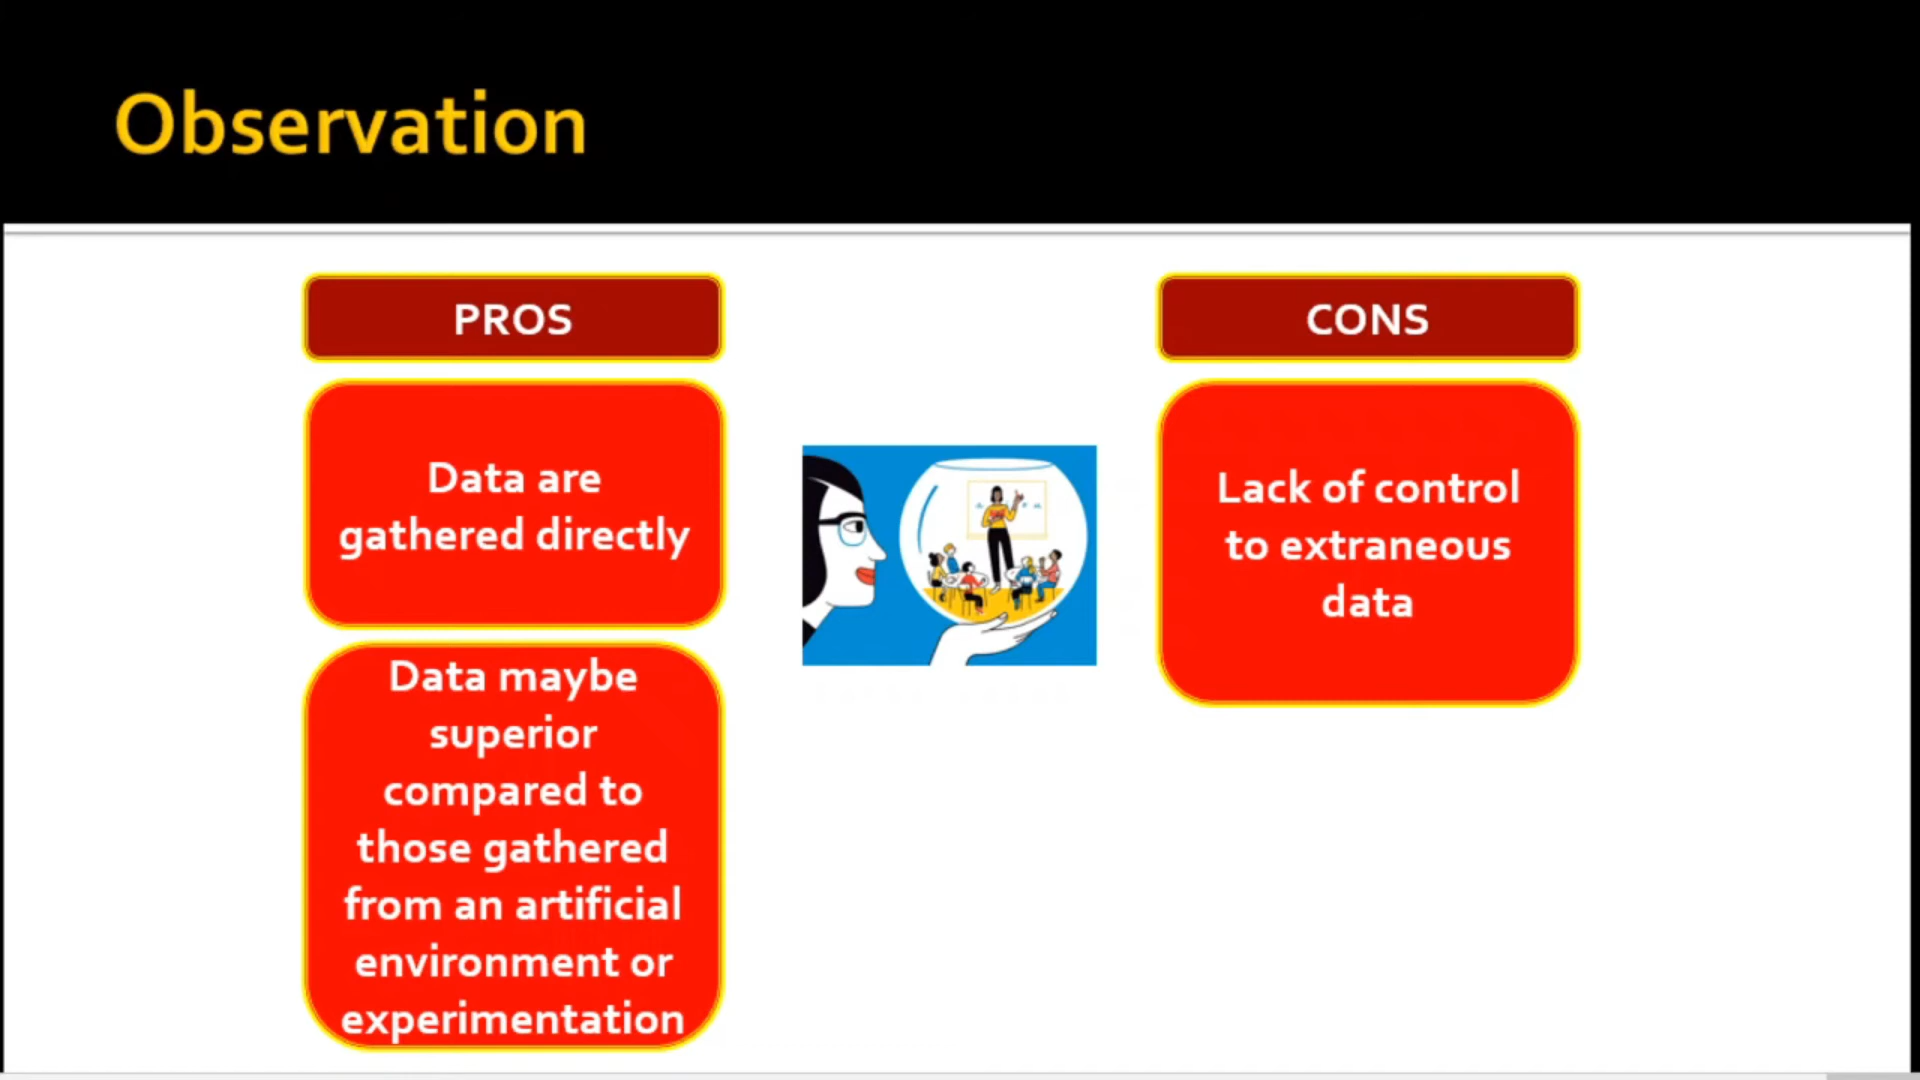 Observation
PROS
Data are
gathered directly
Data maybe
superior
compared to
those gathered
from an artificial
environment or
experimentation
CONS
Lack of control
to extraneous
data